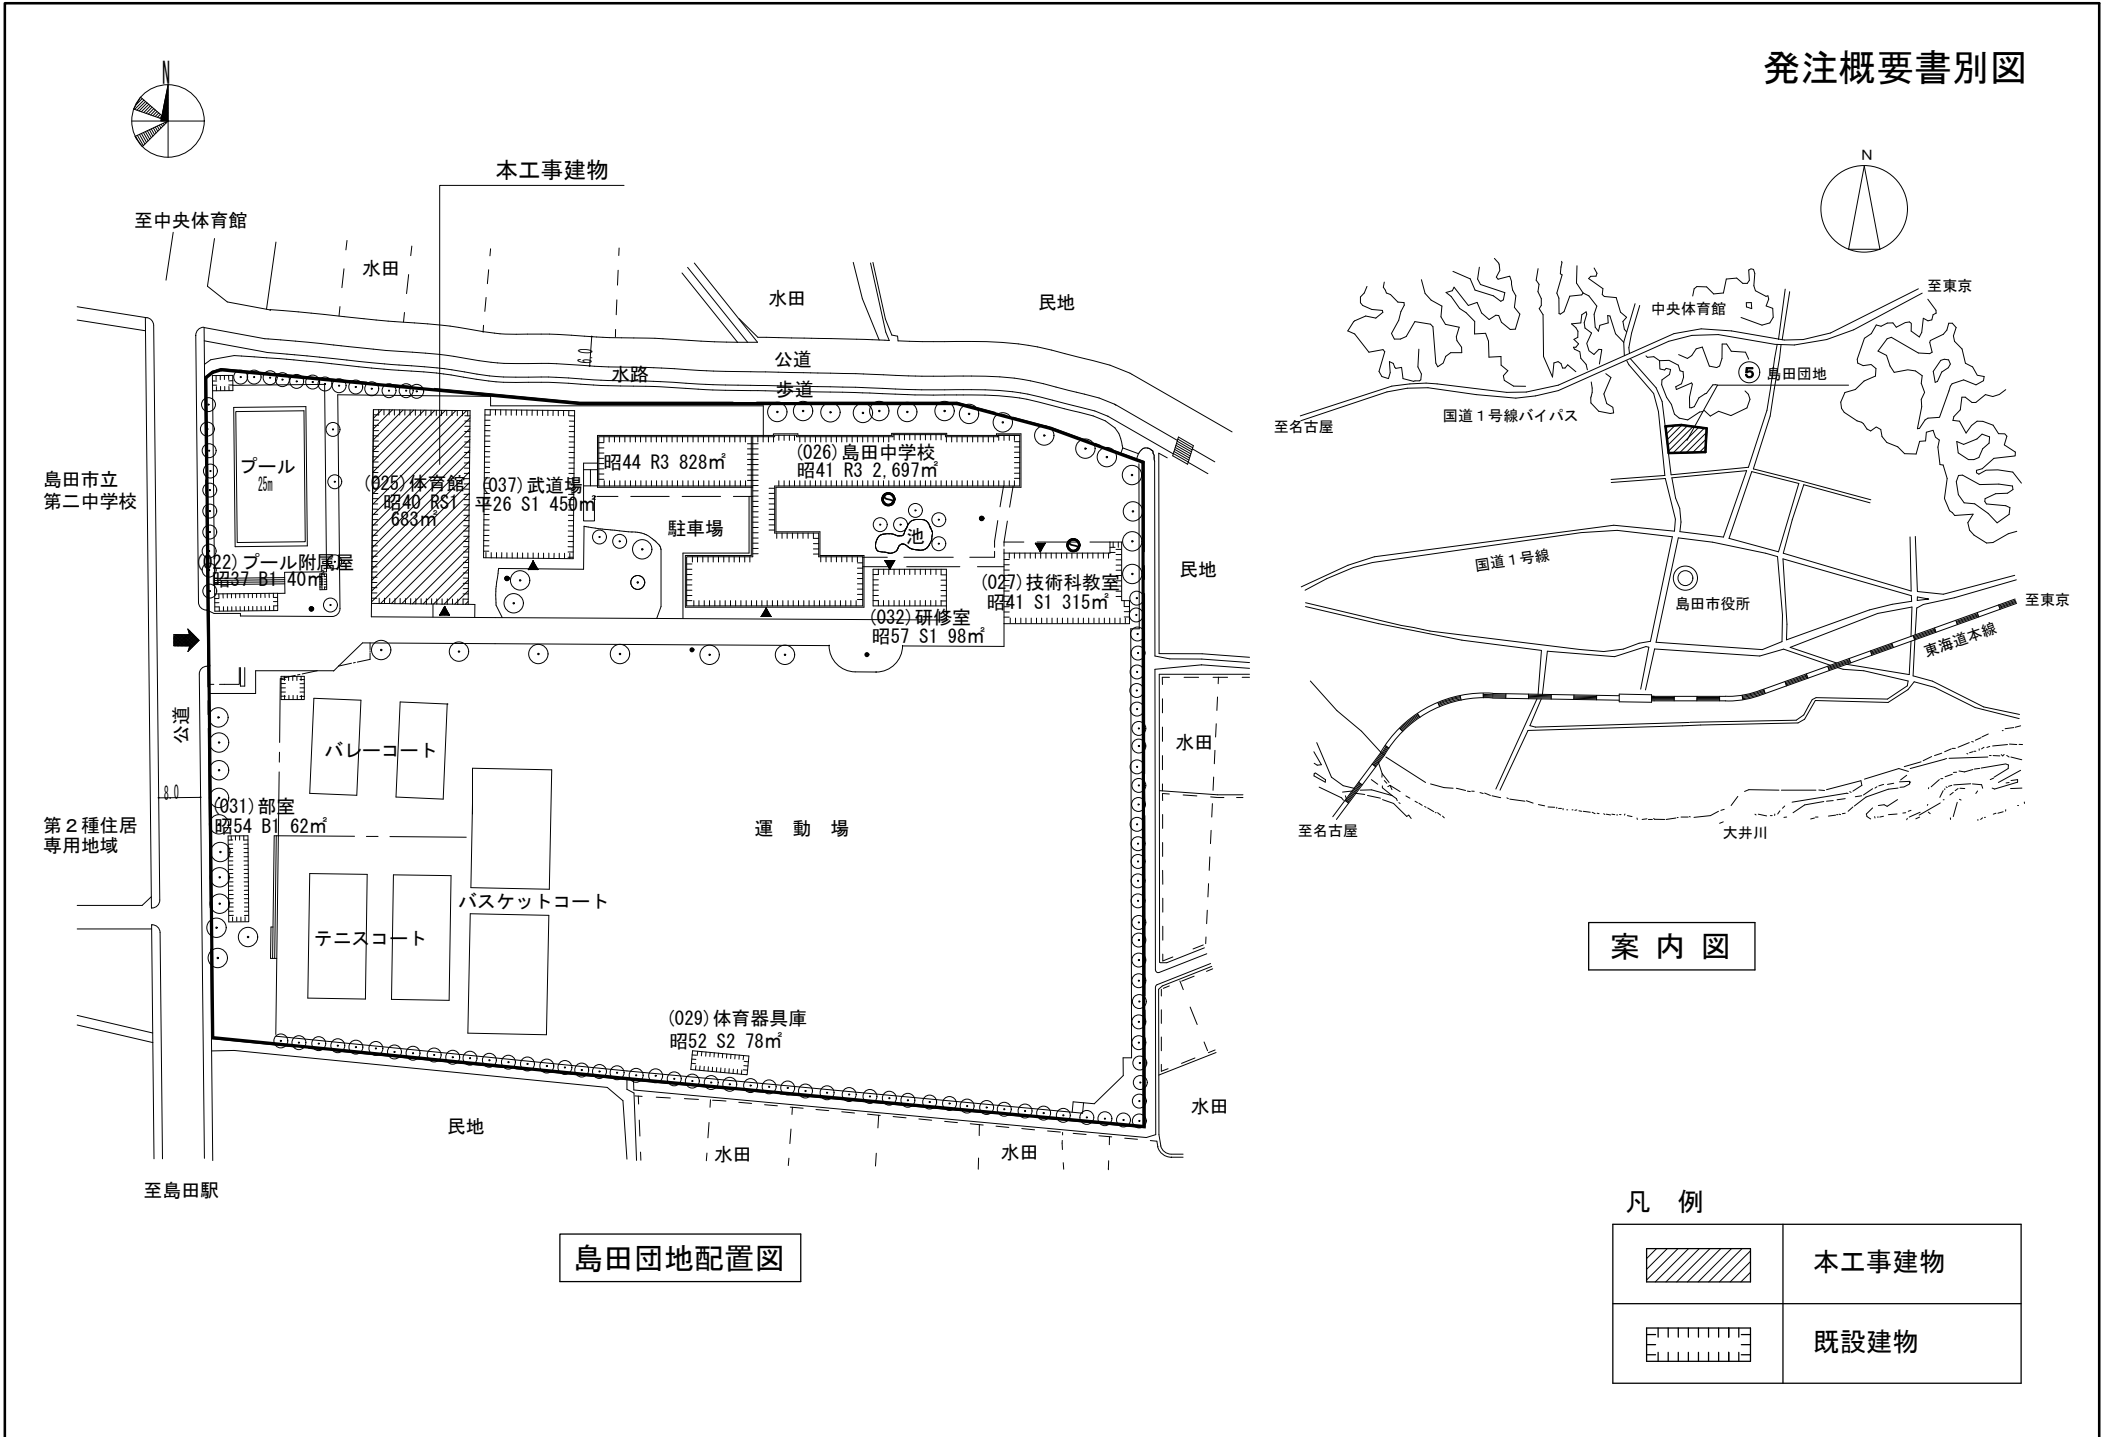 発注概要書別図
N
本工事建物
至中央体育館
水田
水田
民地
公道
水路
歩道
6.0
島田市立
第二中学校
プール
25m
(025)体育館
昭40 RS1
683㎡
(037)武道場
平26 S1 450㎡
昭44 R3 828㎡
(026)島田中学校
昭41 R3 2,697㎡
駐車場
池
(022)プール附属屋
昭37 B1 40㎡
(027)技術科教室
昭41 S1 315㎡
(032)研修室
昭57 S1 98㎡
民地
公道
8.0
バレーコート
水田
(031)部室
昭54 B1 62㎡
第２種住居
専用地域
運動場
バスケットコート
テニスコート
(029)体育器具庫
昭52 S2 78㎡
民地
水田
水田
水田
至島田駅
島田団地配置図
N
至東京
中央体育館
⑤ 島田団地
国道１号線バイパス
至名古屋
国道１号線
島田市役所
至東京
東海道本線
至名古屋
大井川
案内図
凡例
本工事建物
既設建物